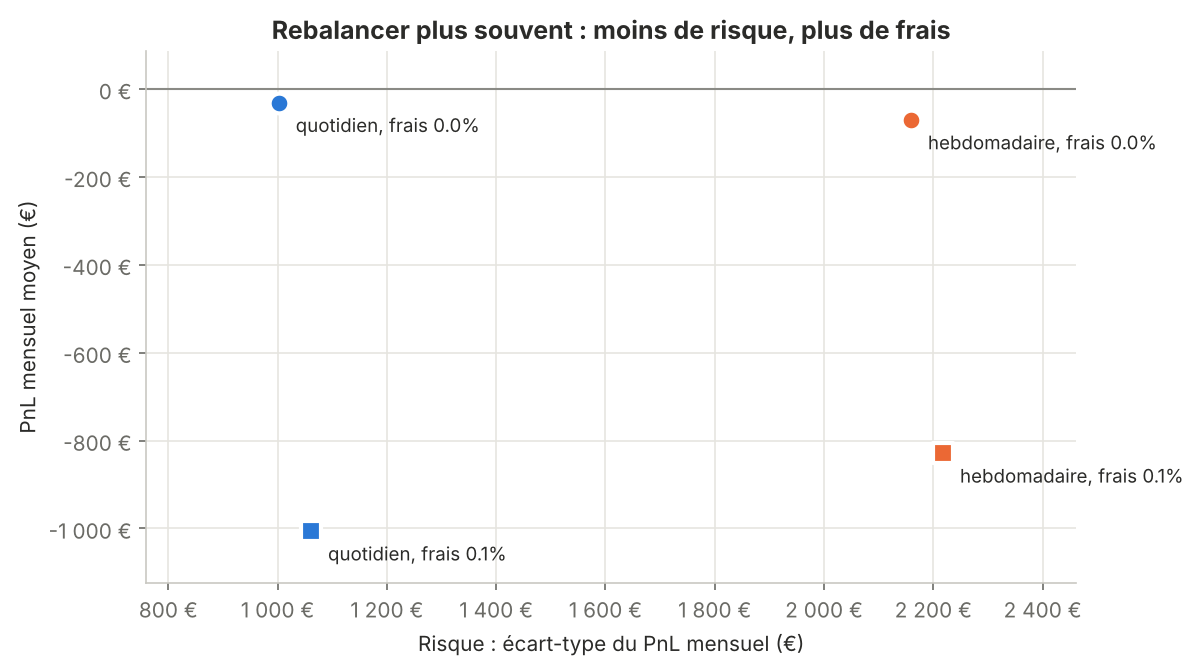 Rebalancer plus souvent : moins de risque, plus de frais
PnL mensuel moyen (€)
0 €
-200 €
-400 €
-600 €
-800 €
-1 000 €
quotidien, frais 0.0%
hebdomadaire, frais 0.0%
hebdomadaire, frais 0.1%
quotidien, frais 0.1%
800 € 1 000 € 1 200 € 1 400 € 1 600 € 1 800 € 2 000 € 2 200 € 2 400 €
Risque : écart-type du PnL mensuel (€)